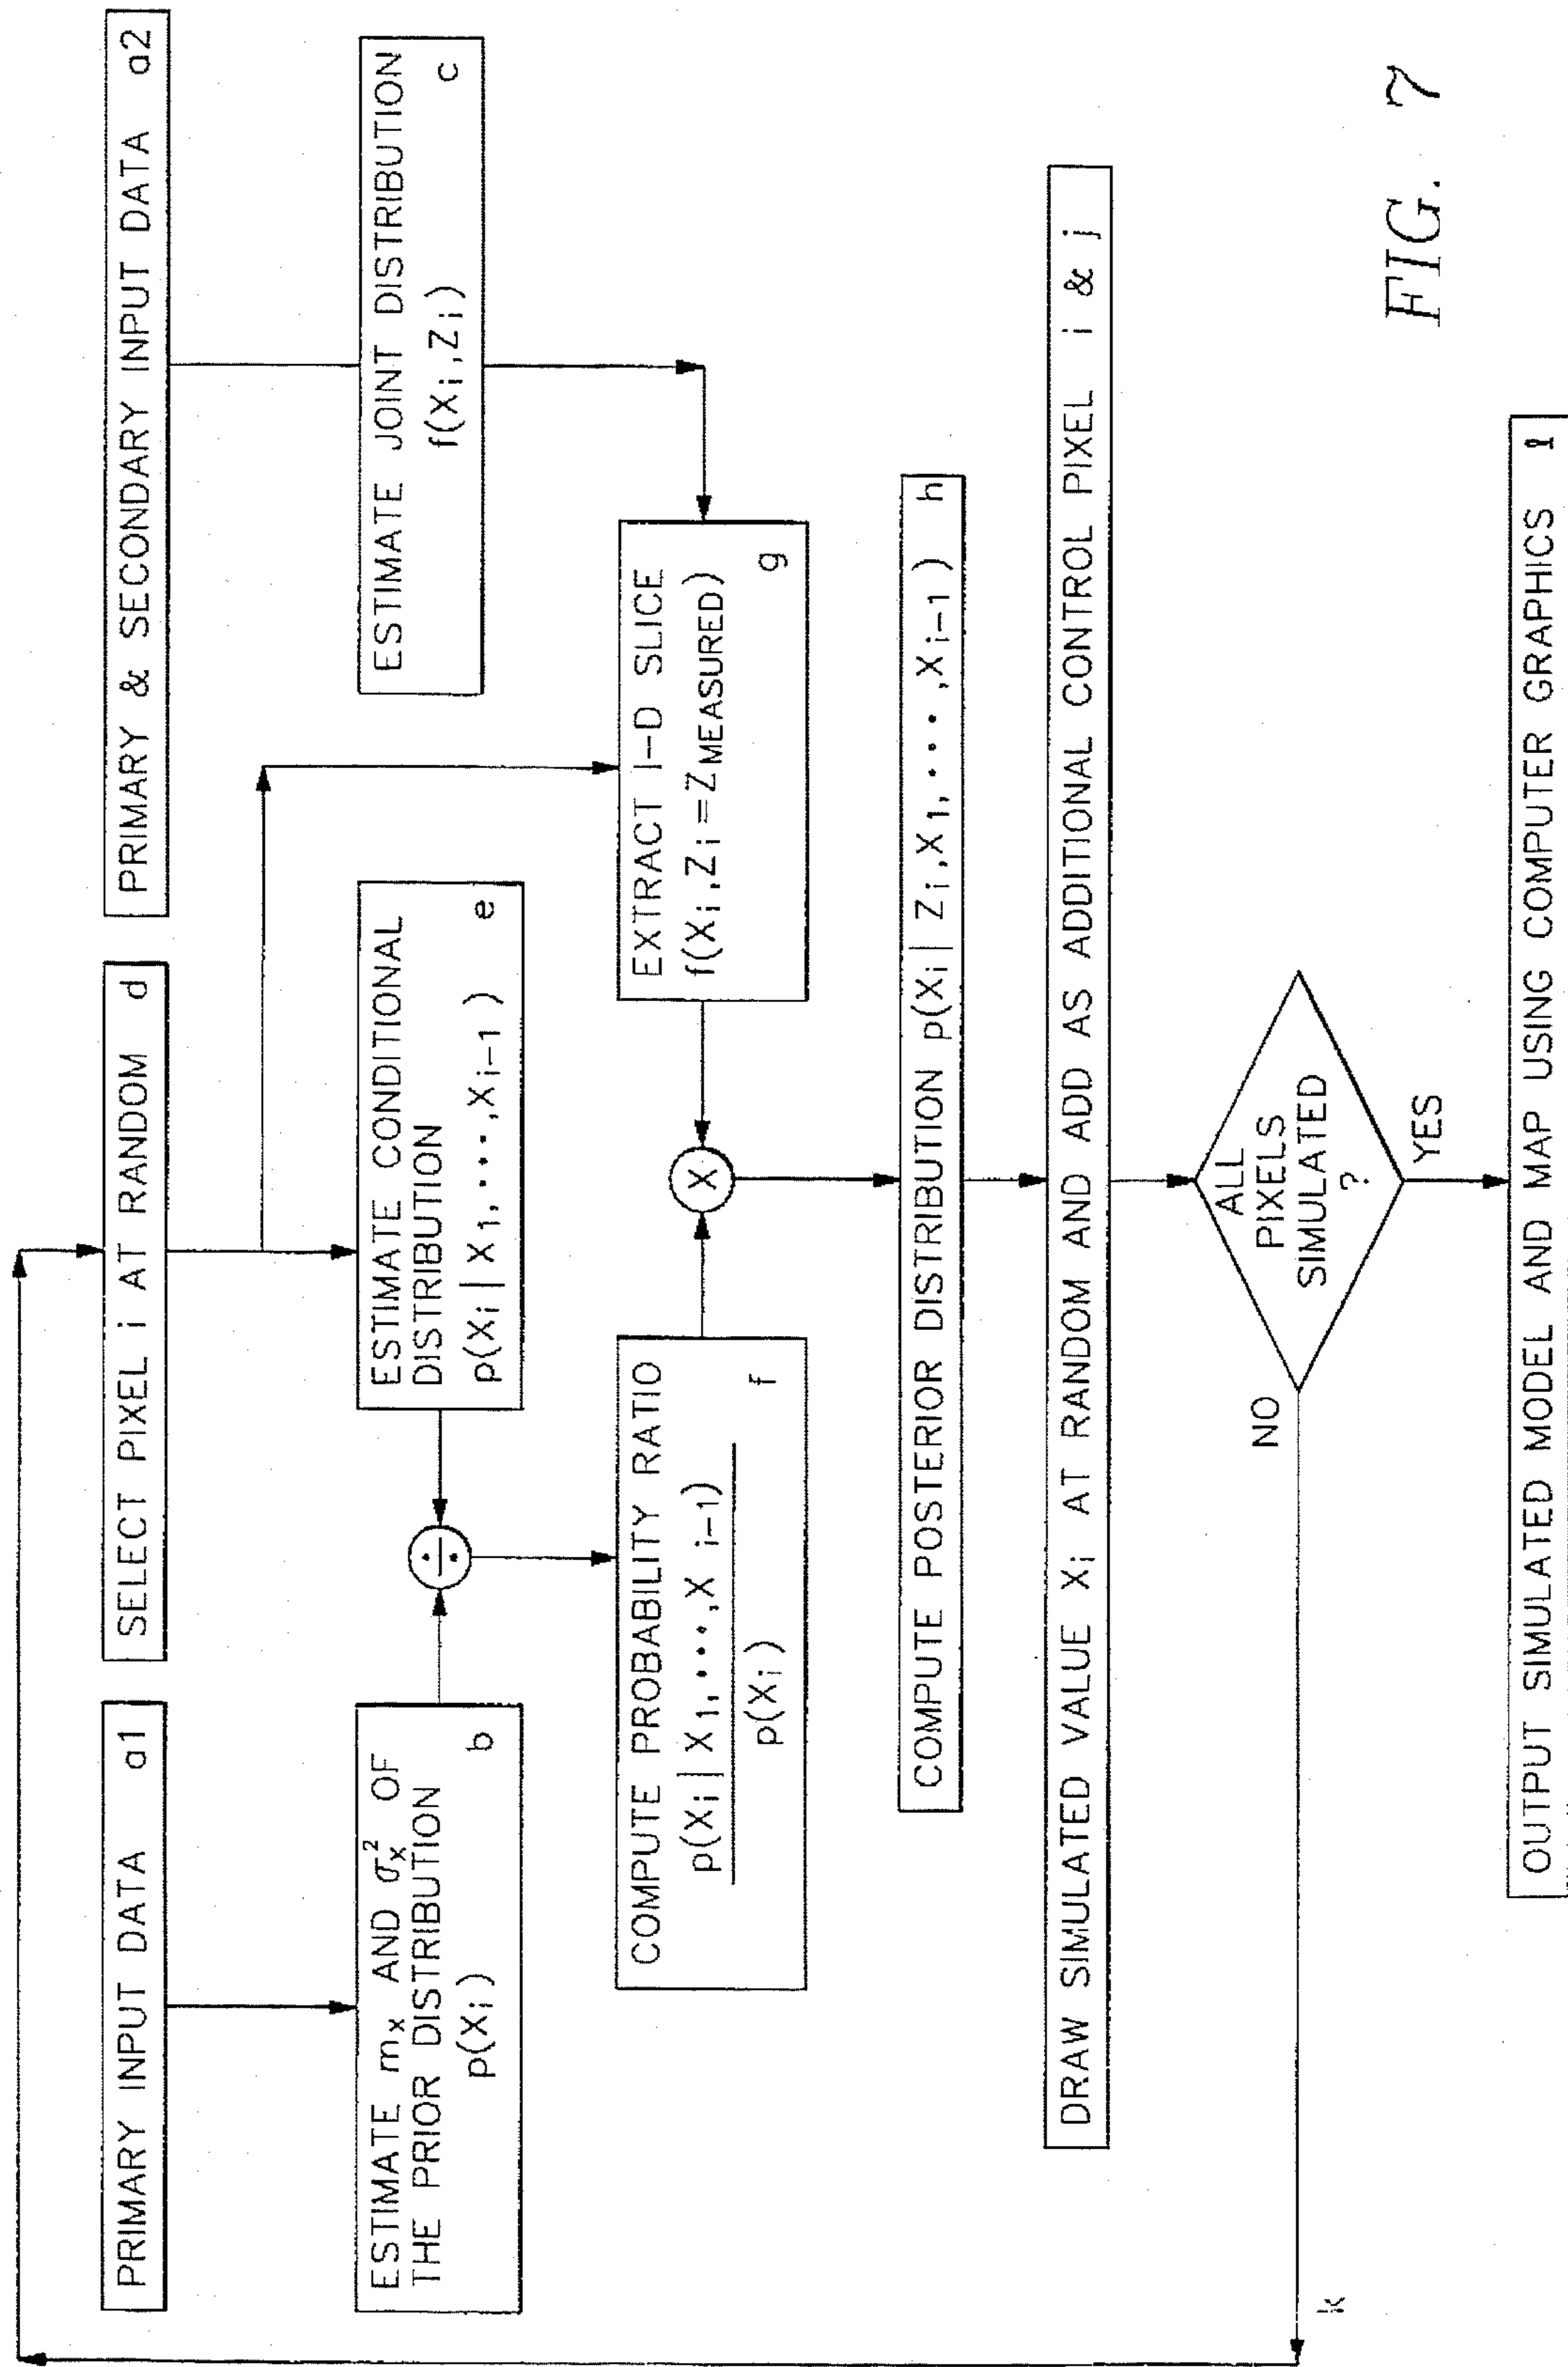 PRIMARY INPUT DATA a1
SELECT PIXEL i AT RANDOM d
PRIMARY & SECONDARY INPUT DATA a2
ESTIMATE mₓ AND σₓ² OF
THE PRIOR DISTRIBUTION
p(Xᵢ) b
ESTIMATE CONDITIONAL
DISTRIBUTION e
p(Xᵢ | X₁, ..., Xᵢ₋₁)
ESTIMATE JOINT DISTRIBUTION
f(Xᵢ, Zᵢ) c
÷
COMPUTE PROBABILITY RATIO
p(Xᵢ | X₁, ..., Xᵢ₋₁)
p(Xᵢ) f
X
EXTRACT 1-D SLICE
f(Xᵢ, Zᵢ = Z MEASURED)
g
COMPUTE POSTERIOR DISTRIBUTION p(Xᵢ | Zᵢ, X₁, ..., Xᵢ₋₁) h
DRAW SIMULATED VALUE Xᵢ AT RANDOM AND ADD AS ADDITIONAL CONTROL PIXEL i & j
ALL
PIXELS
SIMULATED
?
NO
YES
k
OUTPUT SIMULATED MODEL AND MAP USING COMPUTER GRAPHICS ℓ
FIG. 7